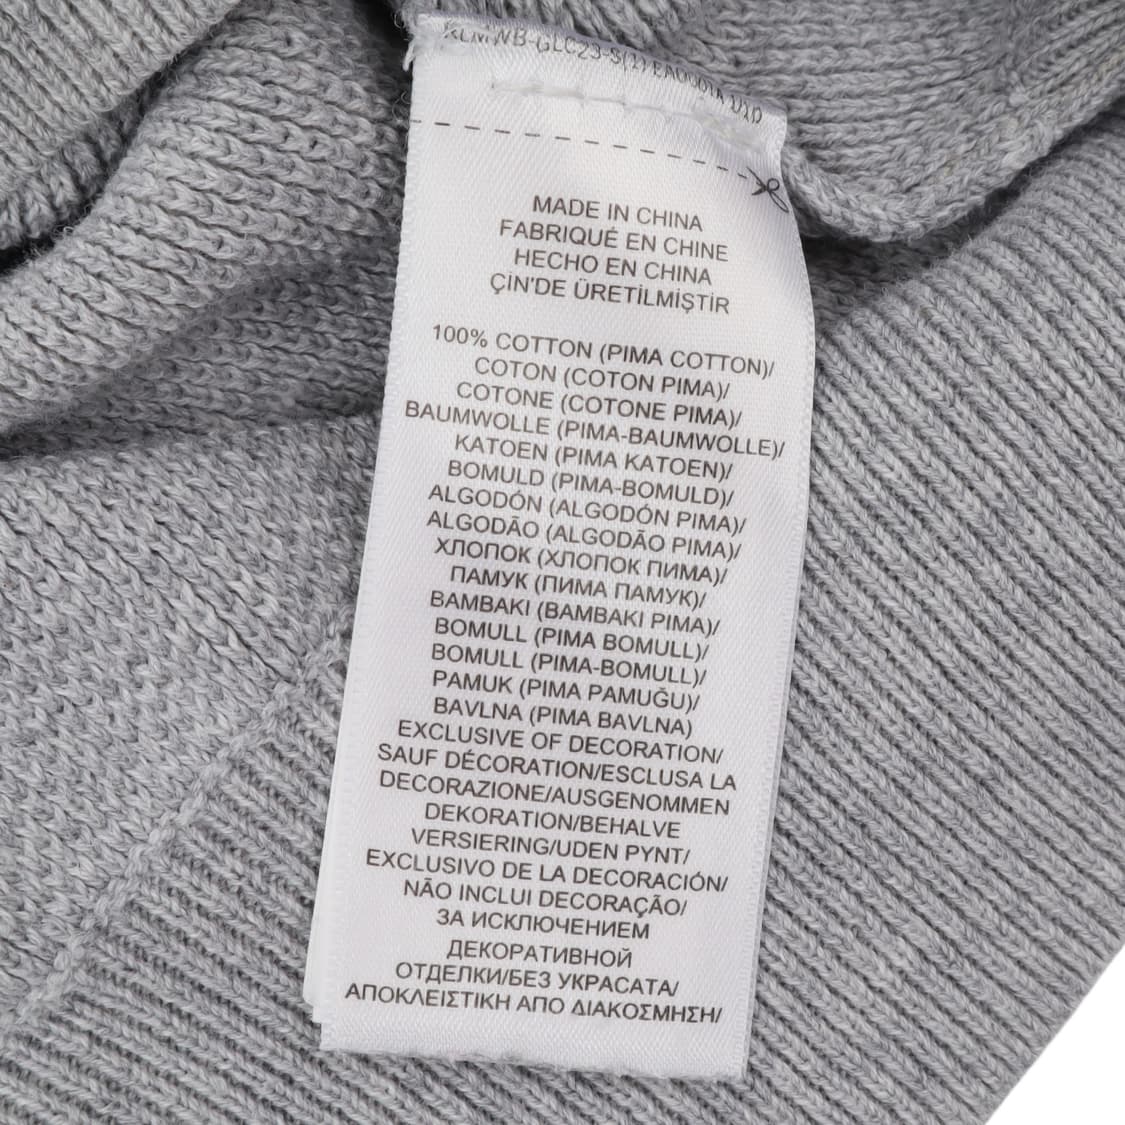 MADE IN CHINA
FABRIQUÉ EN CHINE
HECHO EN CHINA
ÇİN'DE ÜRETİLMİŞTİR
100% COTTON (PIMA COTTON)/
COTON (COTON PIMA)/
COTONE (COTONE PIMA)/
BAUMWOLLE (PIMA-BAUMWOLLE)/
KATOEN (PIMA KATOEN)/
BOMULD (PIMA-BOMULD)/
ALGODÓN (ALGODÓN PIMA)/
ALGODÃO (ALGODÃO PIMA)/
ХЛОПОК (ХЛОПОК ПИМА)/
ПАМУК (ПИМА ПАМУК)/
ΒΑΜΒΑΚΙ (ΒΑΜΒΑΚΙ PIMA)/
BOMULL (PIMA BOMULL)/
BOMULL (PIMA-BOMULL)/
PAMUK (PIMA PAMUĞU)/
BAVLNA (PIMA BAVLNA)
EXCLUSIVE OF DECORATION/
SAUF DÉCORATION/ESCLUSA LA
DECORAZIONE/AUSGENOMMEN
DEKORATION/BEHALVE
VERSIERING/UDEN PYNT/
EXCLUSIVO DE LA DECORACIÓN/
NÃO INCLUI DECORAÇÃO/
ЗА ИСКЛЮЧЕНИЕМ
ДЕКОРАТИВНОЙ
ОТДЕЛКИ/БЕЗ УКРАСАТА/
ΑΠΟΚΛΕΙΣΤΙΚΗ ΑΠΟ ΔΙΑΚΟΣΜΗΣΗ/